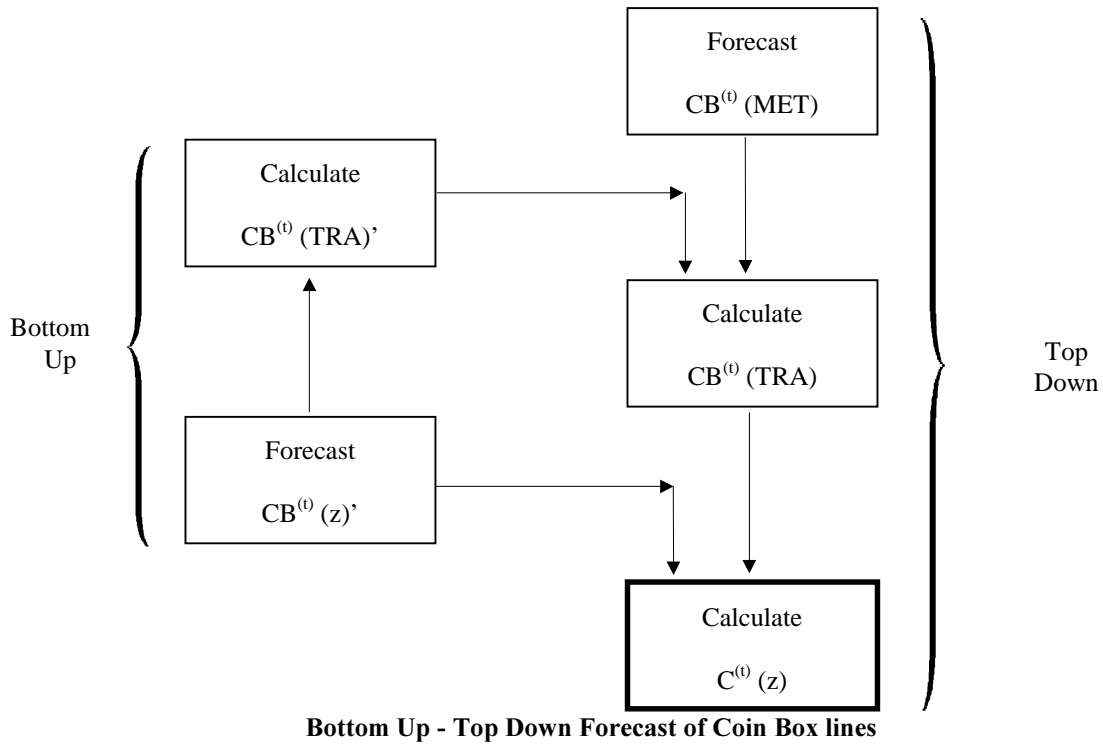 Forecast
CB(t) (MET)
Calculate
CB(t) (TRA)’
Bottom
Up
Calculate
CB(t) (TRA)
Top
Down
Forecast
CB(t) (z)’
Calculate
C(t) (z)
Bottom Up - Top Down Forecast of Coin Box lines